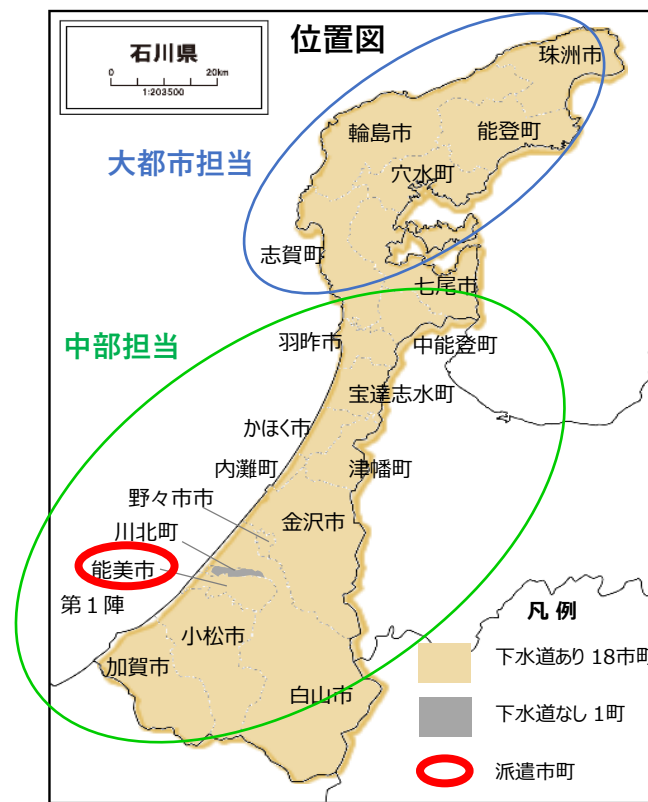 位置図
石川県
0 20km
1:203500
珠洲市
輪島市
能登町
大都市担当
穴水町
志賀町
七尾市
中部担当
羽咋市
中能登町
宝達志水町
かほく市
内灘町
津幡町
野々市市
金沢市
川北町
能美市
第1陣
小松市
加賀市
白山市
凡例
下水道あり 18市町
下水道なし 1町
派遣市町